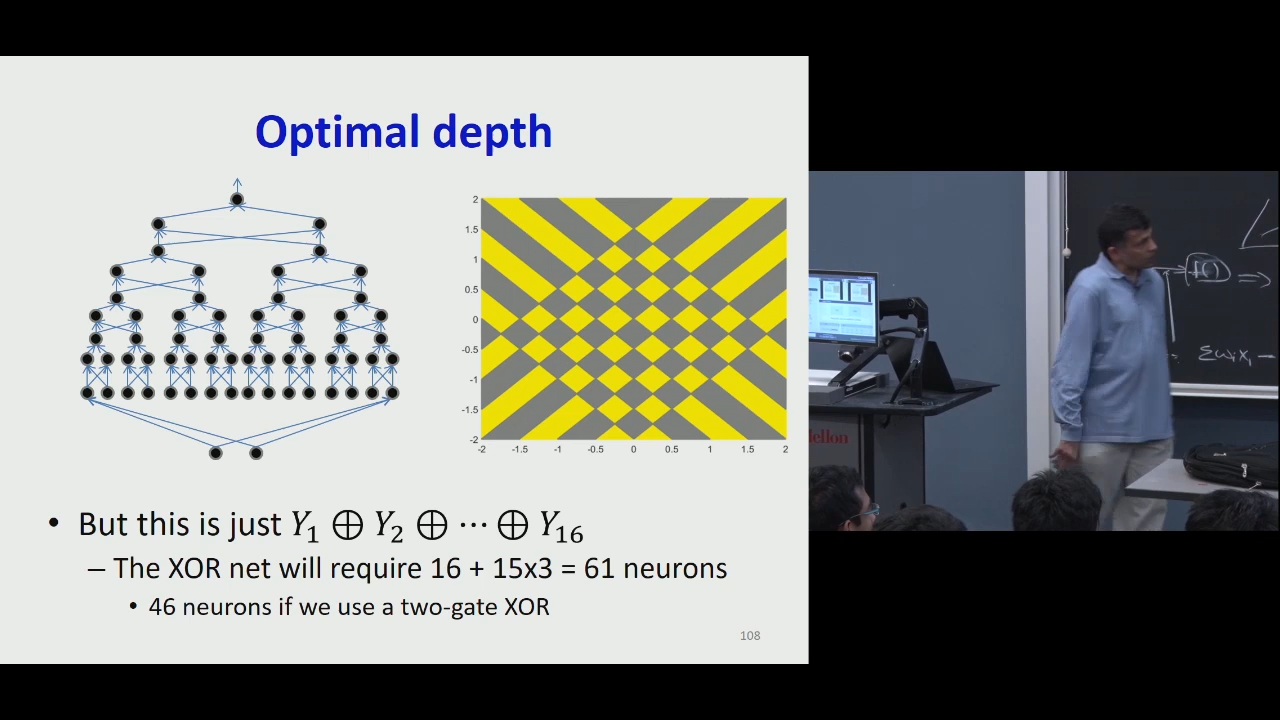 Optimal depth
2
1.5
1
0.5
0
-0.5
-1
-1.5
-2
-2 -1.5 -1 -0.5 0 0.5 1 1.5 2
• But this is just Y₁ ⊕ Y₂ ⊕ ⋯ ⊕ Y₁₆
– The XOR net will require 16 + 15x3 = 61 neurons
• 46 neurons if we use a two-gate XOR
108
f() ⇒
Σwᵢxᵢ –